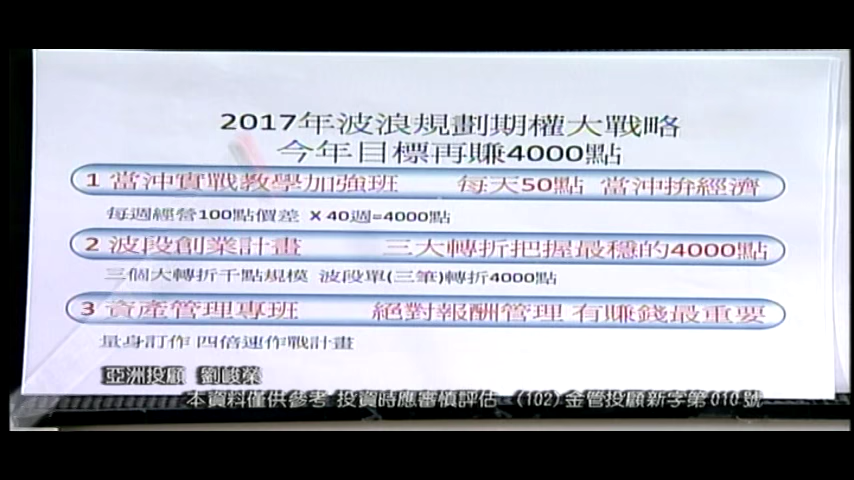 2017年波浪規劃期權大戰略
今年目標再賺4000點
1 當沖實戰教學加強班 每天50點 當沖拚經濟
每週經營100點價差 X 40週=4000點
2 波段創業計畫 三大轉折把握最穩的4000點
三個大轉折千點規模 波段單(三筆)轉折4000點
3 資產管理專班 絕對報酬管理 有賺錢最重要
量身訂作 四倍速作戰計畫
亞洲投顧 劉峻榮
本資料僅供參考 投資時應審慎評估 (102)金管投顧新字第010號